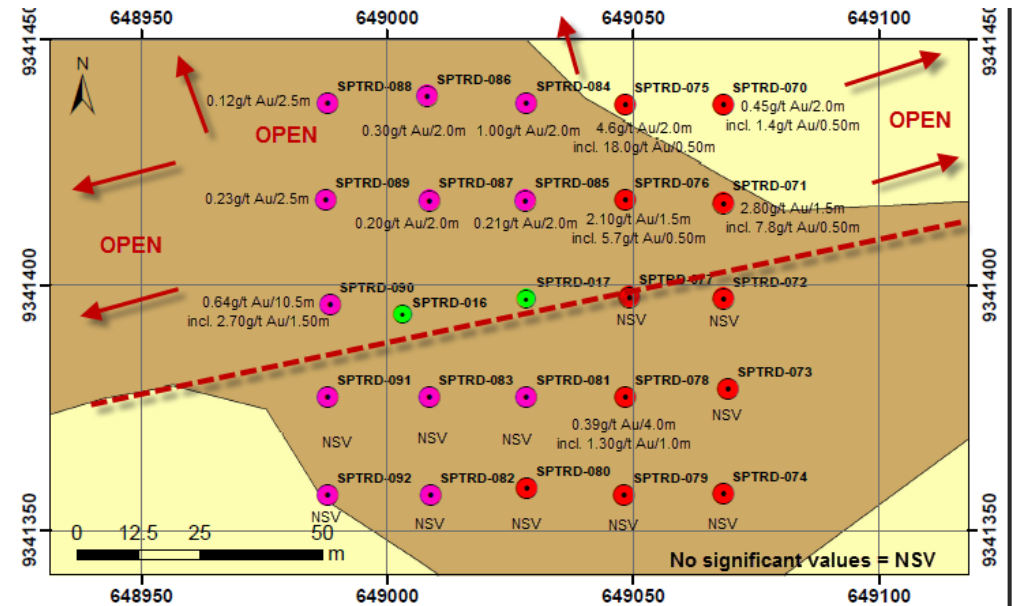 648950 649000 649050 649100
9341450
9341450
N
SPTRD-088 SPTRD-086 SPTRD-084 SPTRD-075 SPTRD-070
0.12g/t Au/2.5m
0.45g/t Au/2.0m
incl. 1.4g/t Au/0.50m
OPEN
OPEN
0.30g/t Au/2.0m 1.00g/t Au/2.0m 4.6g/t Au/2.0m
incl. 18.0g/t Au/0.50m
SPTRD-089 SPTRD-087 SPTRD-085 SPTRD-076 SPTRD-071
0.23g/t Au/2.5m
0.20g/t Au/2.0m 0.21g/t Au/2.0m 2.10g/t Au/1.5m 2.80g/t Au/1.5m
incl. 5.7g/t Au/0.50m incl. 7.8g/t Au/0.50m
OPEN
9341400
9341400
SPTRD-090 SPTRD-016 SPTRD-017 SPTRD-077 SPTRD-072
0.64g/t Au/10.5m
incl. 2.70g/t Au/1.50m
NSV NSV
SPTRD-091 SPTRD-083 SPTRD-081 SPTRD-078 SPTRD-073
NSV NSV NSV 0.39g/t Au/4.0m NSV
incl. 1.30g/t Au/1.0m
SPTRD-092 SPTRD-082 SPTRD-080 SPTRD-079 SPTRD-074
NSV NSV NSV NSV NSV
9341350
9341350
0 12.5 25 50
m
No significant values = NSV
648950 649000 649050 649100